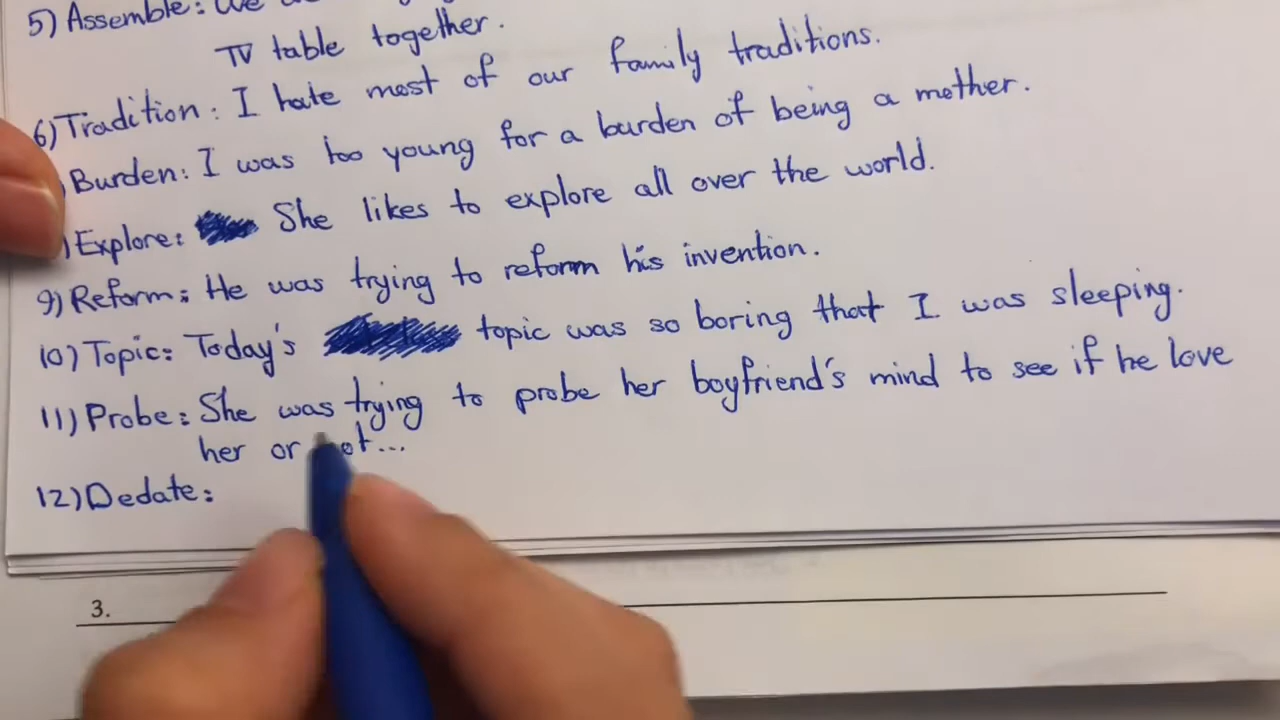 5) Assemble: We
TV table together.
6) Tradition: I hate most of our family traditions.
) Burden: I was too young for a burden of being a mother.
) Explore: She likes to explore all over the world.
9) Reform: He was trying to reform his invention.
10) Topic: Today's topic was so boring that I was sleeping.
11) Probe: She was trying to probe her boyfriend's mind to see if he love
her or not...
12) Dedate:
3.